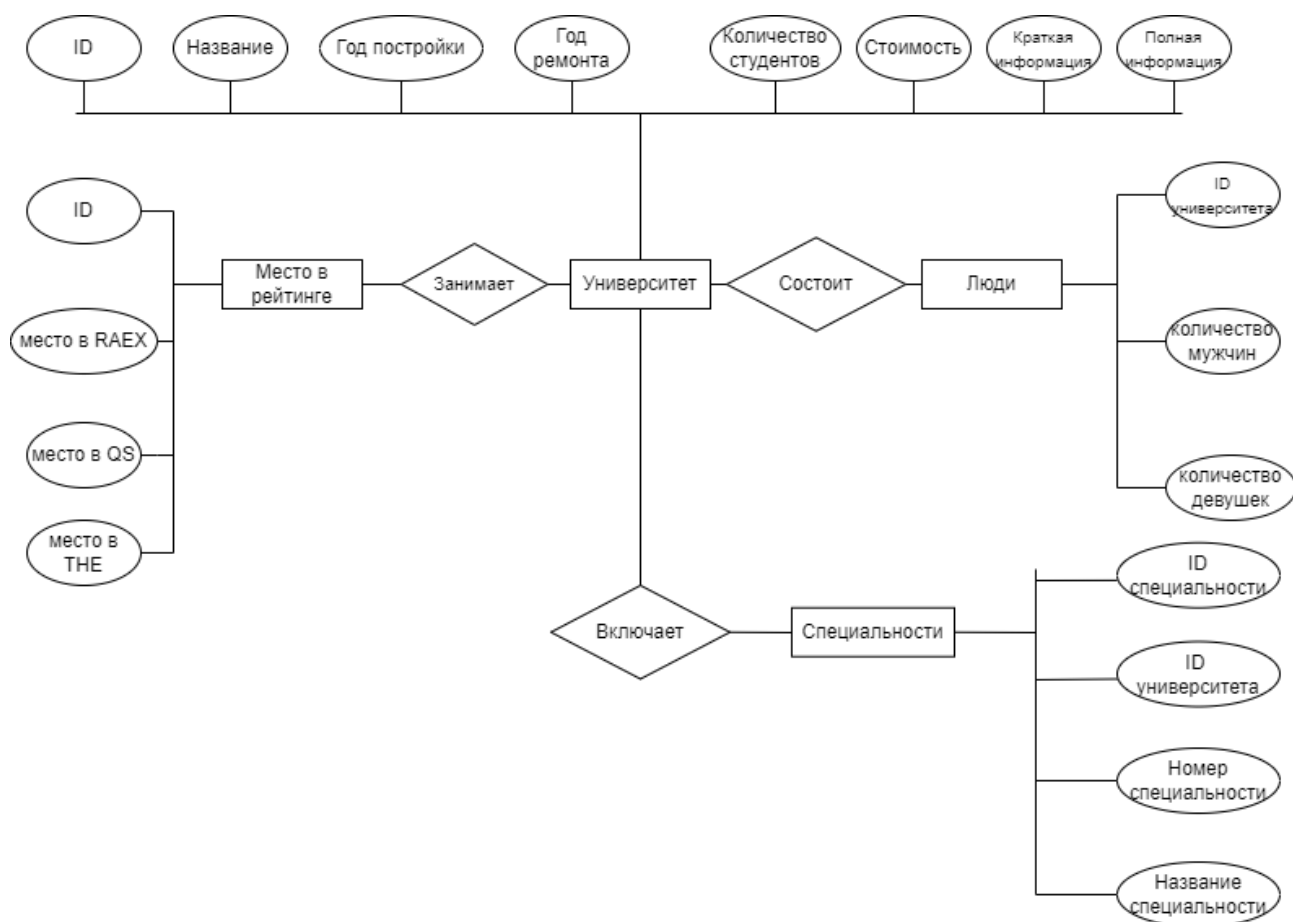 ID
Название
Год постройки
Год
ремонта
Количество
студентов
Стоимость
Краткая
информация
Полная
информация
ID
место в RAEX
место в QS
место в
THE
Место в
рейтинге
Занимает
Университет
Состоит
Люди
ID
университета
количество
мужчин
количество
девушек
Включает
Специальности
ID
специальности
ID
университета
Номер
специальности
Название
специальности